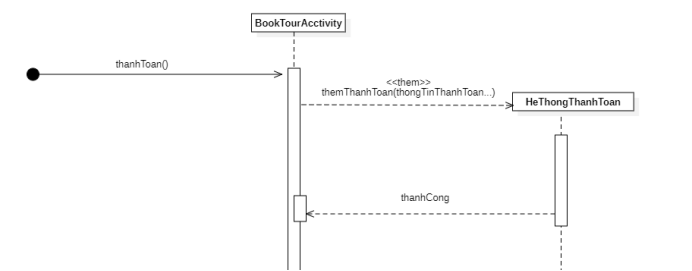 BookTourAcctivity
thanhToan()
<<them>>
themThanhToan(thongTinThanhToan...)
HeThongThanhToan
thanhCong